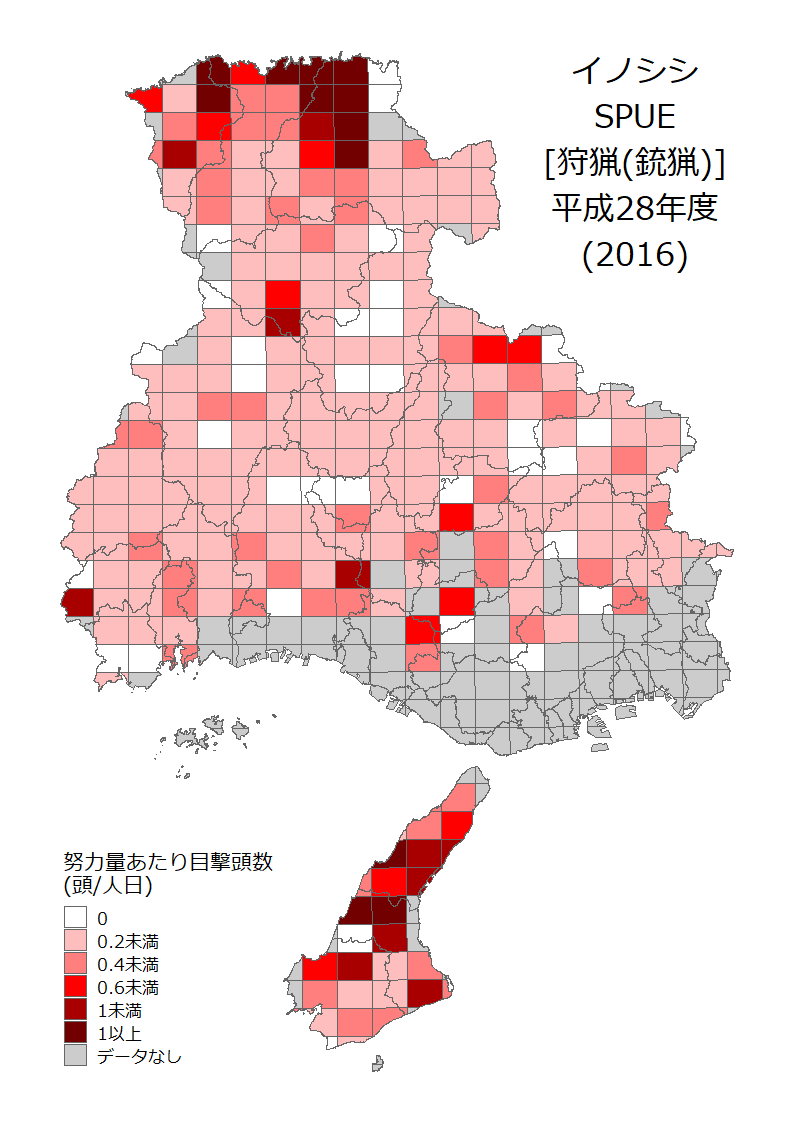 イノシシ
SPUE
[狩猟(銃猟)]
平成28年度
(2016)
努力量あたり目撃頭数
(頭/人日)
0
0.2未満
0.4未満
0.6未満
1未満
1以上
データなし